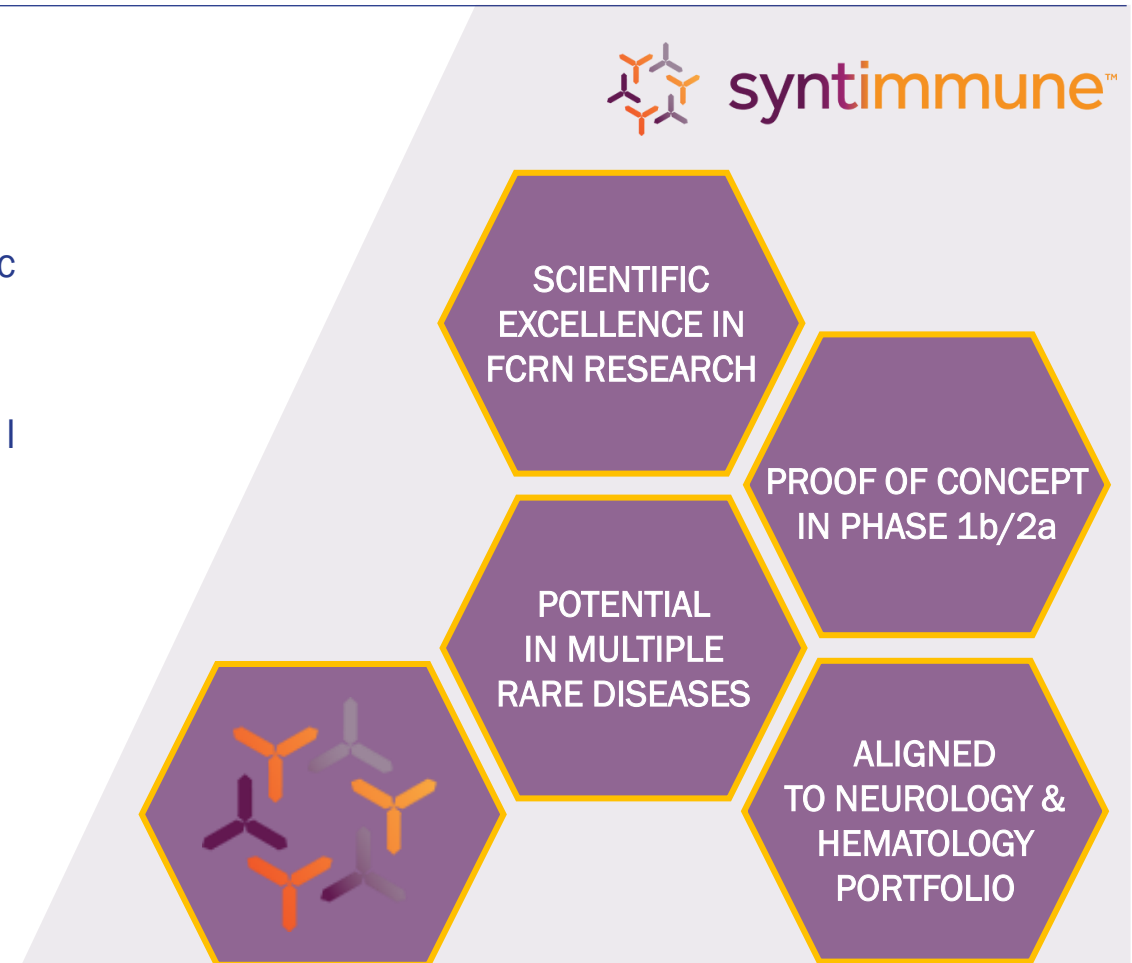 syntimmune™
c
l
SCIENTIFIC
EXCELLENCE IN
FCRN RESEARCH
PROOF OF CONCEPT
IN PHASE 1b/2a
POTENTIAL
IN MULTIPLE
RARE DISEASES
ALIGNED
TO NEUROLOGY &
HEMATOLOGY
PORTFOLIO